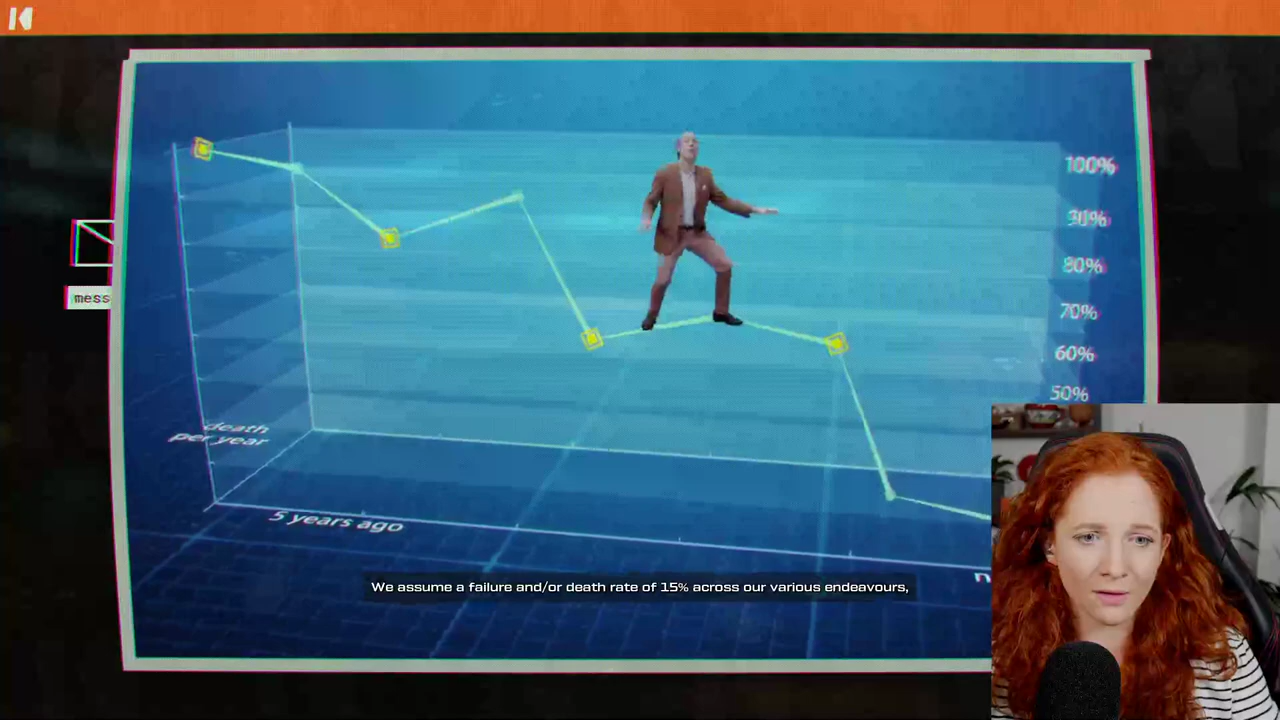 100%
90%
80%
70%
60%
50%
mess
death
per year
5 years ago
We assume a failure and/or death rate of 15% across our various endeavours,